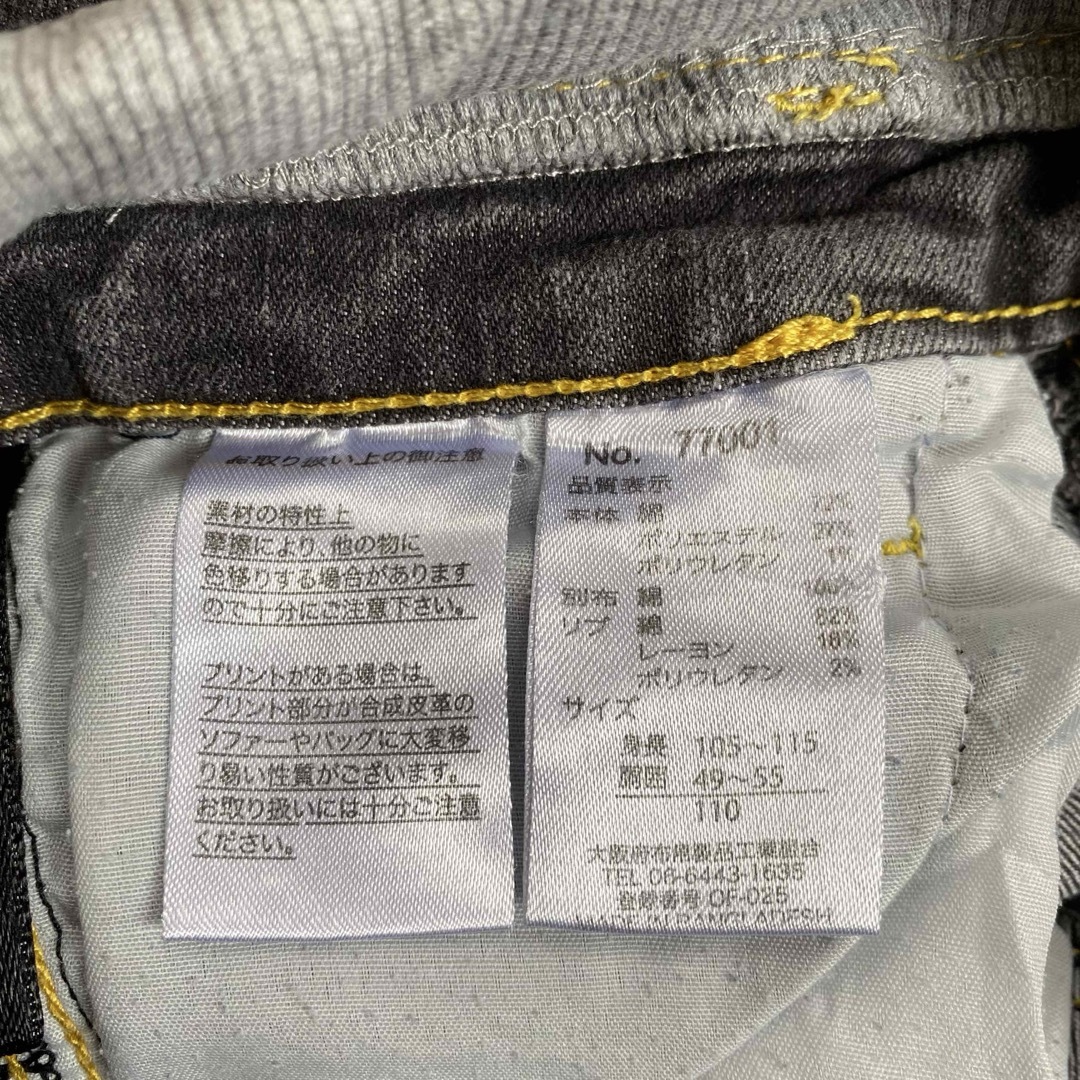 お取り扱い上の御注意
素材の特性上
摩擦により、他の物に
色移りする場合があります
ので十分にご注意下さい。
プリントがある場合は、
プリント部分が合成皮革の
ソファーやバッグに大変移
り易い性質がございます。
お取り扱いには十分ご注意
ください。
No. 77001
品質表示
本体 綿 72%
ポリエステル 27%
ポリウレタン 1%
別布 綿 100%
リブ 綿 82%
レーヨン 16%
ポリウレタン 2%
サイズ
身長 105～115
胴囲 49～55
110
大阪府布帛製品工業組合
TEL 06-6443-1635
登録番号 OF-025
MADE IN BANGLADESH